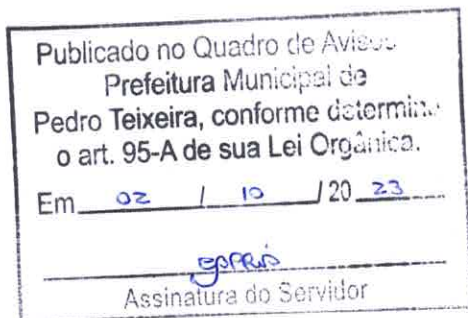 Publicado no Quadro de Avisos
Prefeitura Municipal de
Pedro Teixeira, conforme determina
o art. 95-A de sua Lei Orgânica.
Em 02 / 10 / 20 23
Assinatura do Servidor